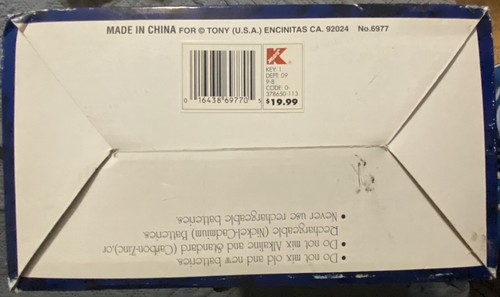 MADE IN CHINA FOR © TONY (U.S.A.) ENCINITAS CA. 92024 No.6977
K
KEY: 1
DEPT 09
9-8
CODE: 0-
378650-113
$19.99
0 16438 69770 5
• Do not mix old and new batteries.
• Do not mix Alkaline and Standard (Carbon-Zinc),or
Rechargeable (Nickel-Cadmium) Batteries.
• Never use rechargeable batteries.